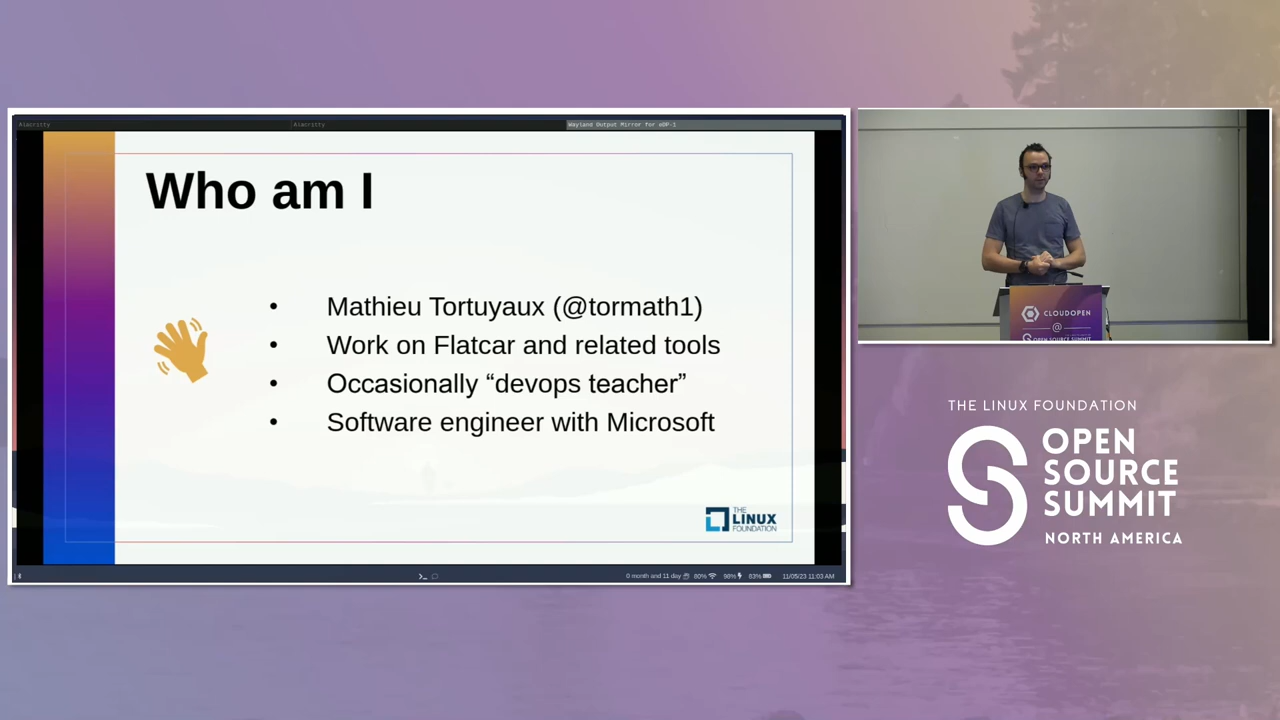 Alacritty
Alacritty
Wayland Output Mirror for eDP-1
Who am I
• Mathieu Tortuyaux (@tormath1)
• Work on Flatcar and related tools
• Occasionally “devops teacher”
• Software engineer with Microsoft
THE
LINUX
FOUNDATION
0 month and 11 day 80% 98% 83% 11/05/23 11:03 AM
CLOUDOPEN
@
OPEN SOURCE SUMMIT
THE LINUX FOUNDATION
OPEN
SOURCE
SUMMIT
NORTH AMERICA